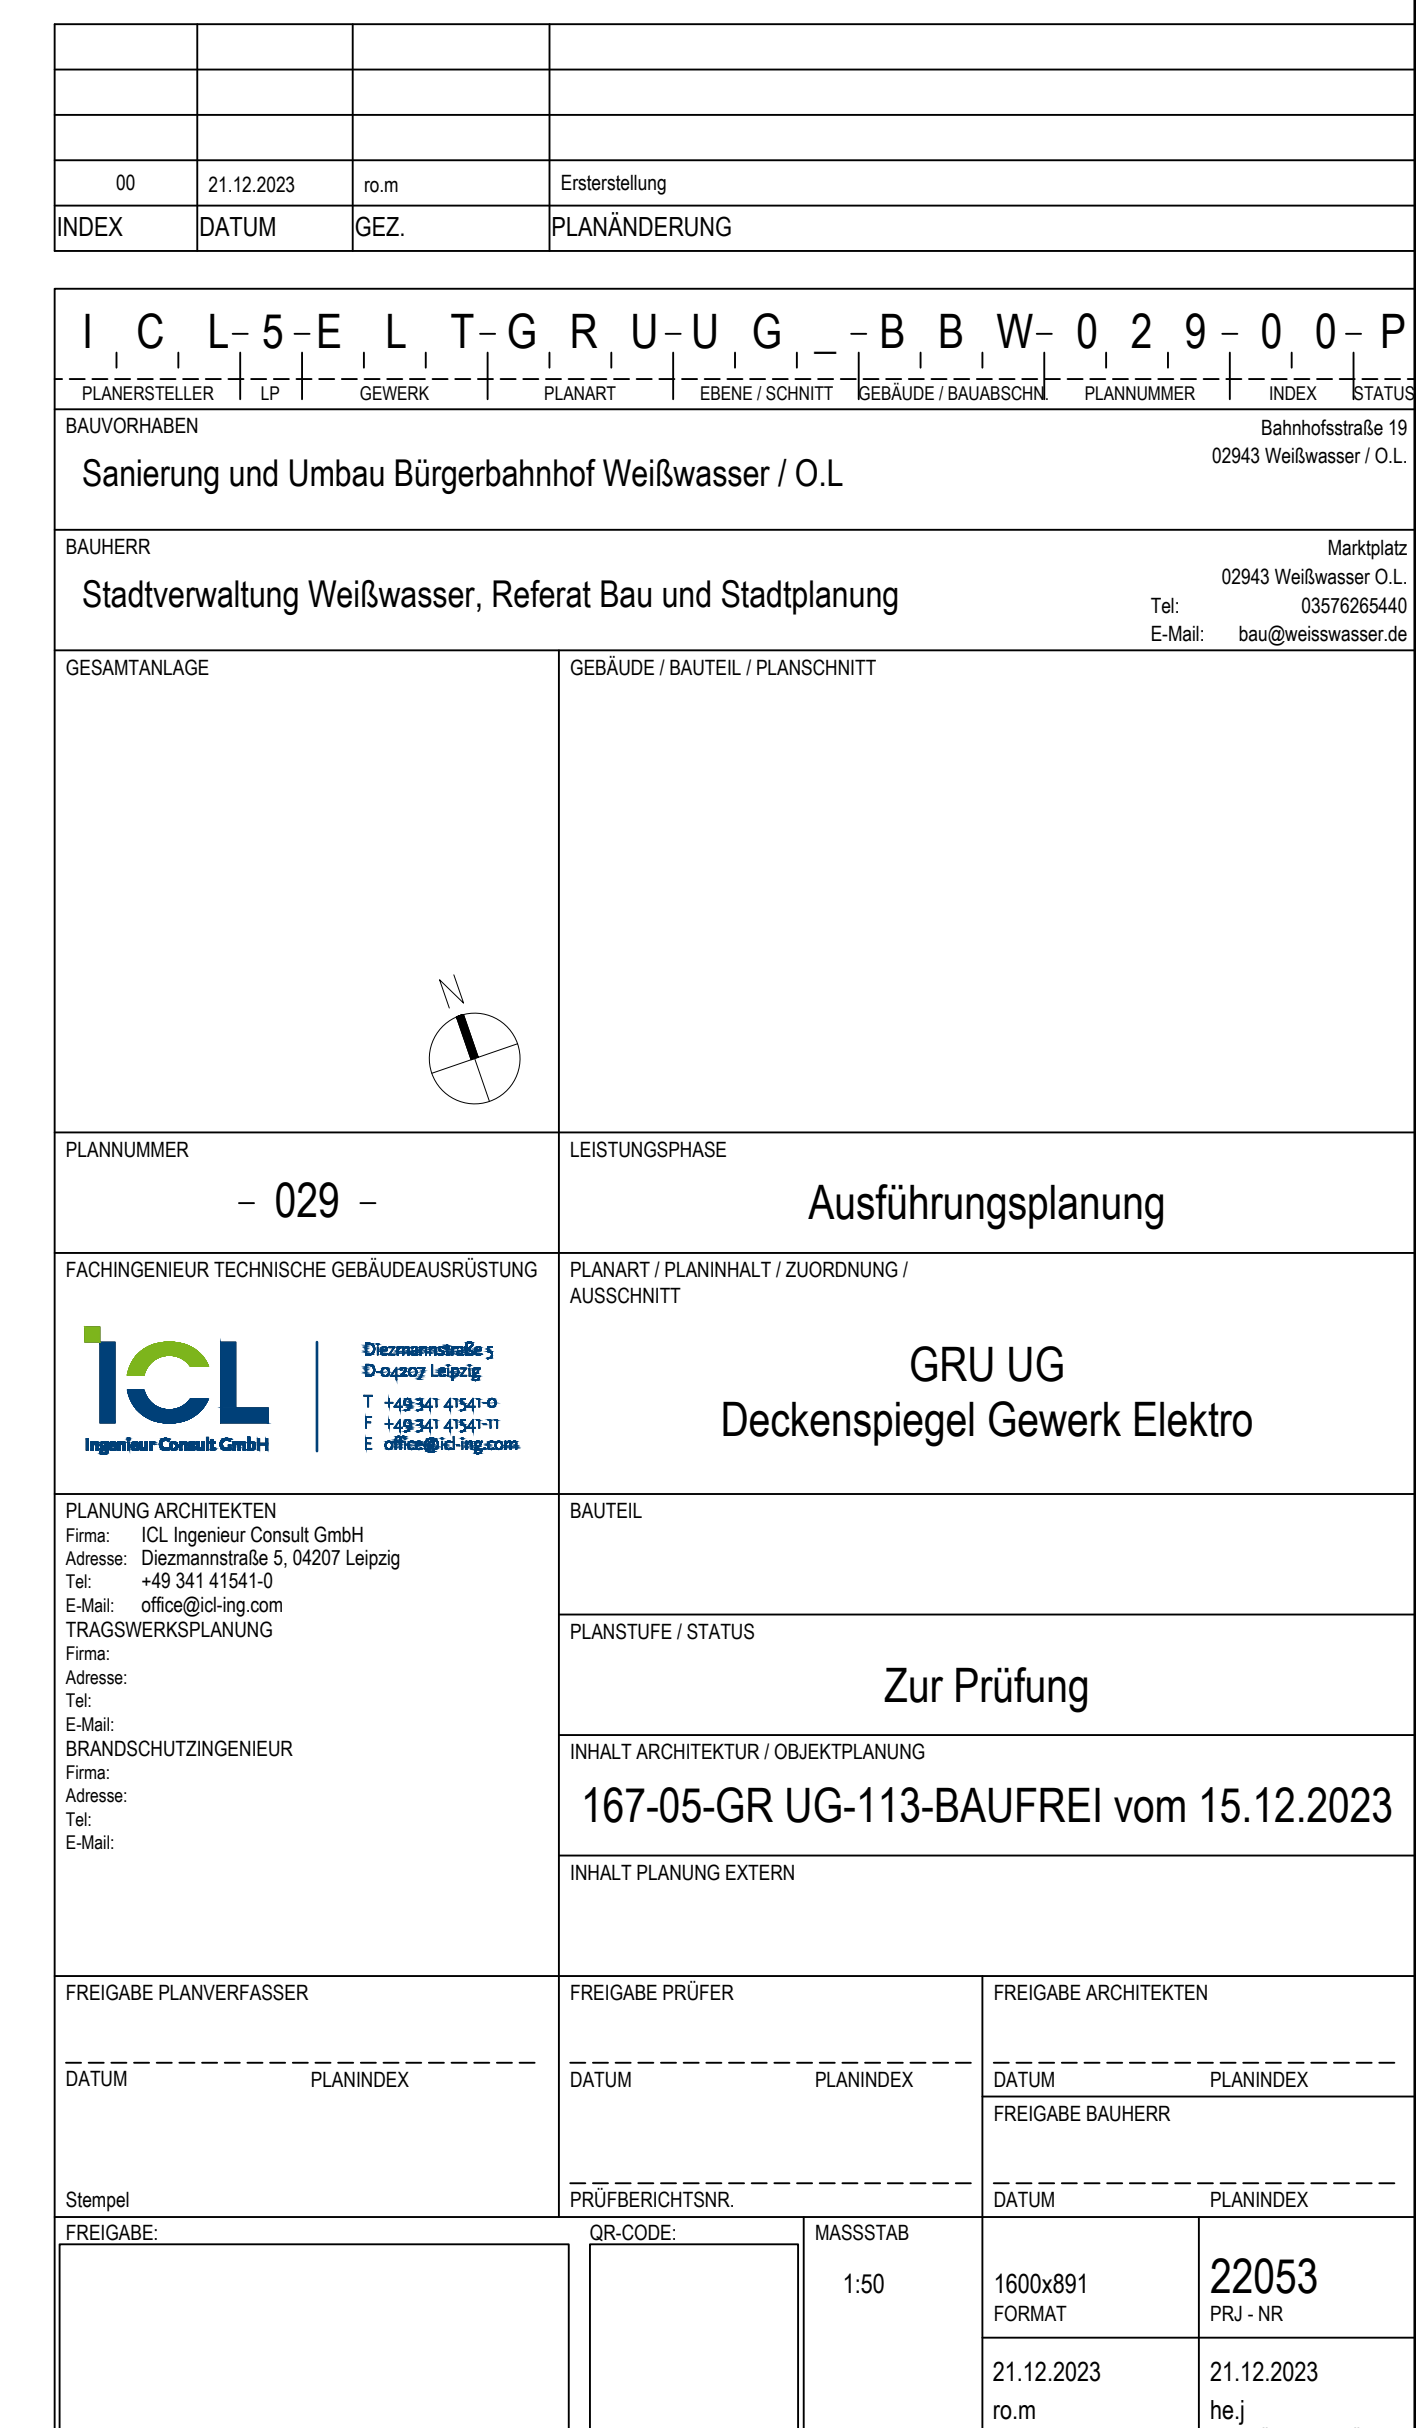 00 21.12.2023 ro.m Ersterstellung
INDEX DATUM GEZ. PLANÄNDERUNG
I C L - 5 - E L T - G R U - U G _ - B B W - 0 2 9 - 0 0 - P
PLANERSTELLER LP GEWERK PLANART EBENE / SCHNITT GEBÄUDE / BAUABSCHN. PLANNUMMER INDEX STATUS
BAUVORHABEN
Bahnhofsstraße 19
02943 Weißwasser / O.L.
Sanierung und Umbau Bürgerbahnhof Weißwasser / O.L
BAUHERR
Marktplatz
02943 Weißwasser O.L.
Stadtverwaltung Weißwasser, Referat Bau und Stadtplanung
Tel: 03576265440
E-Mail: bau@weisswasser.de
GESAMTANLAGE
GEBÄUDE / BAUTEIL / PLANSCHNITT
N
PLANNUMMER
– 029 –
LEISTUNGSPHASE
Ausführungsplanung
FACHINGENIEUR TECHNISCHE GEBÄUDEAUSRÜSTUNG
ICL
Ingenieur Consult GmbH
Diezmannstraße 5
D-04207 Leipzig
T +49 341 41541-0
F +49 341 41541-11
E office@icl-ing.com
PLANART / PLANINHALT / ZUORDNUNG /
AUSSCHNITT
GRU UG
Deckenspiegel Gewerk Elektro
PLANUNG ARCHITEKTEN
Firma: ICL Ingenieur Consult GmbH
Adresse: Diezmannstraße 5, 04207 Leipzig
Tel: +49 341 41541-0
E-Mail: office@icl-ing.com
TRAGSWERKSPLANUNG
Firma:
Adresse:
Tel:
E-Mail:
BRANDSCHUTZINGENIEUR
Firma:
Adresse:
Tel:
E-Mail:
BAUTEIL
PLANSTUFE / STATUS
Zur Prüfung
INHALT ARCHITEKTUR / OBJEKTPLANUNG
167-05-GR UG-113-BAUFREI vom 15.12.2023
INHALT PLANUNG EXTERN
FREIGABE PLANVERFASSER
DATUM PLANINDEX
Stempel
FREIGABE PRÜFER
DATUM PLANINDEX
PRÜFBERICHTSNR.
FREIGABE ARCHITEKTEN
DATUM PLANINDEX
FREIGABE BAUHERR
DATUM PLANINDEX
FREIGABE:
QR-CODE:
MASSSTAB
1:50
1600x891
FORMAT
22053
PRJ - NR
21.12.2023
ro.m
21.12.2023
he.j